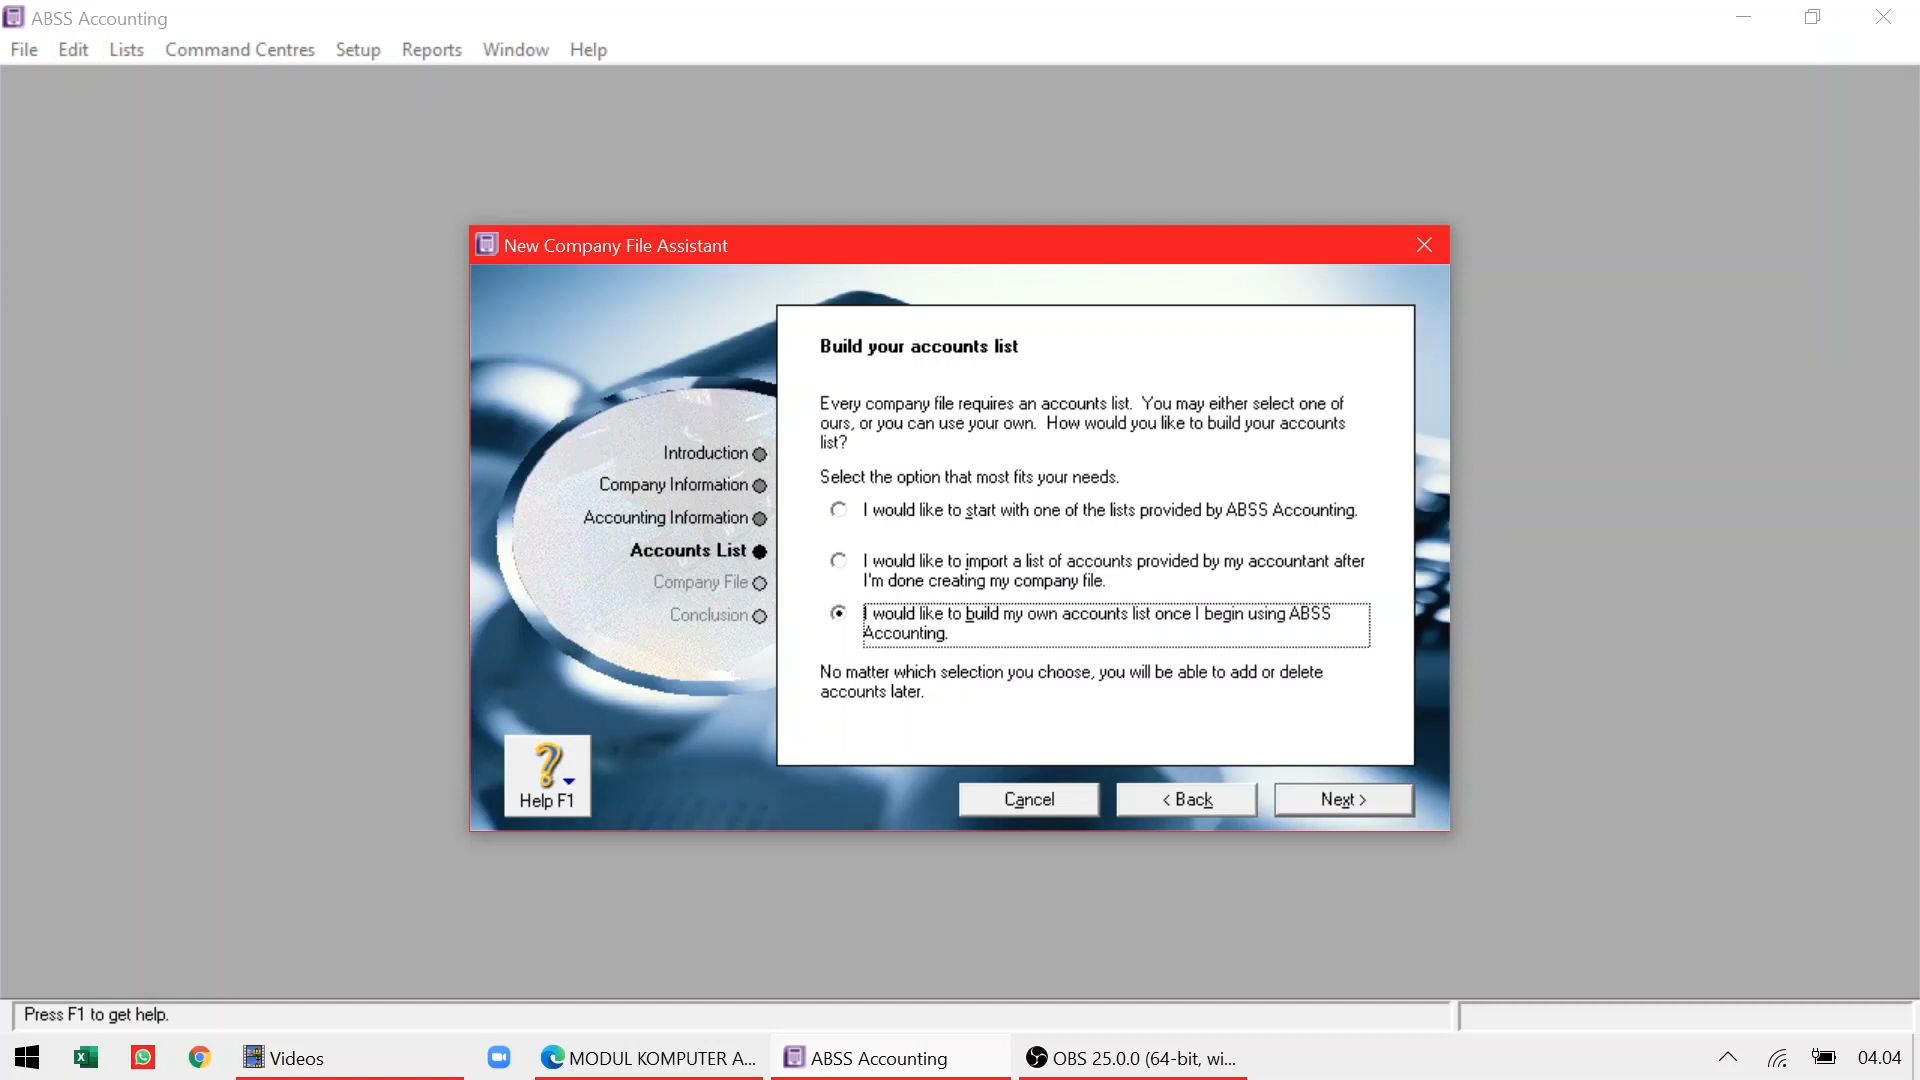 ABSS Accounting
File Edit Lists Command Centres Setup Reports Window Help
New Company File Assistant
Introduction
Company Information
Accounting Information
Accounts List
Company File
Conclusion
Build your accounts list
Every company file requires an accounts list. You may either select one of
ours, or you can use your own. How would you like to build your accounts
list?
Select the option that most fits your needs.
I would like to start with one of the lists provided by ABSS Accounting.
I would like to import a list of accounts provided by my accountant after
I'm done creating my company file.
I would like to build my own accounts list once I begin using ABSS
Accounting.
No matter which selection you choose, you will be able to add or delete
accounts later.
? Help F1
Cancel < Back Next >
Press F1 to get help.
Videos MODUL KOMPUTER A... ABSS Accounting OBS 25.0.0 (64-bit, wi... 04.04